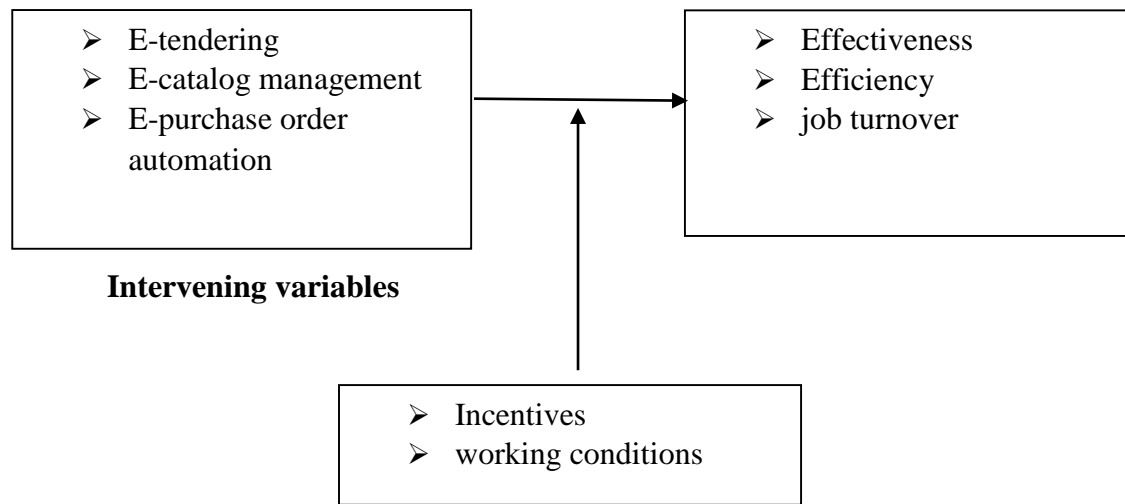 ➢ E-tendering
➢ E-catalog management
➢ E-purchase order
automation
➢ Effectiveness
➢ Efficiency
➢ job turnover
Intervening variables
➢ Incentives
➢ working conditions